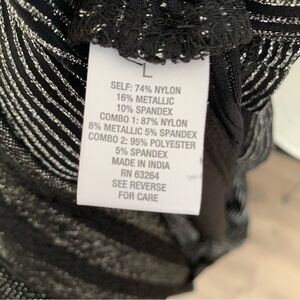 L
SELF: 74% NYLON
16% METALLIC
10% SPANDEX
COMBO 1: 87% NYLON
8% METALLIC 5% SPANDEX
COMBO 2: 95% POLYESTER
5% SPANDEX
MADE IN INDIA
RN 63264
SEE REVERSE
FOR CARE